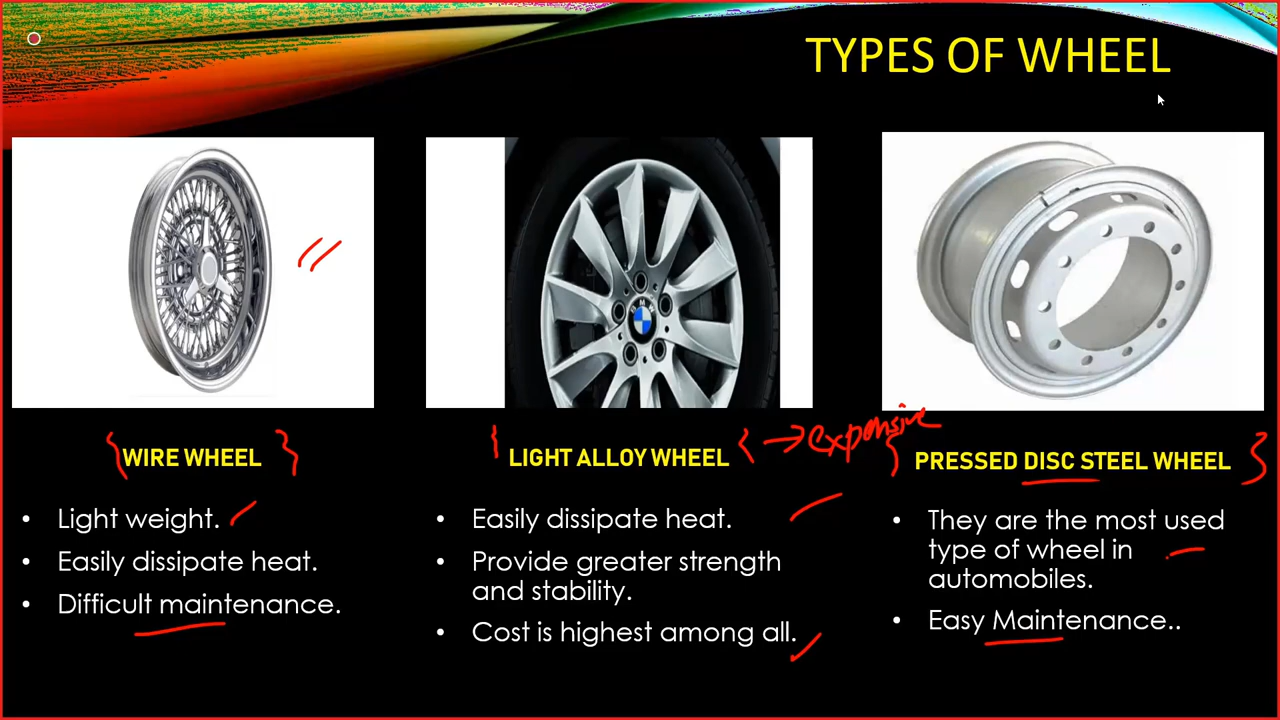 TYPES OF WHEEL
WIRE WHEEL
• Light weight.
• Easily dissipate heat.
• Difficult maintenance.
LIGHT ALLOY WHEEL
→ expensive
• Easily dissipate heat.
• Provide greater strength
and stability.
• Cost is highest among all.
PRESSED DISC STEEL WHEEL
• They are the most used
type of wheel in
automobiles.
• Easy Maintenance..